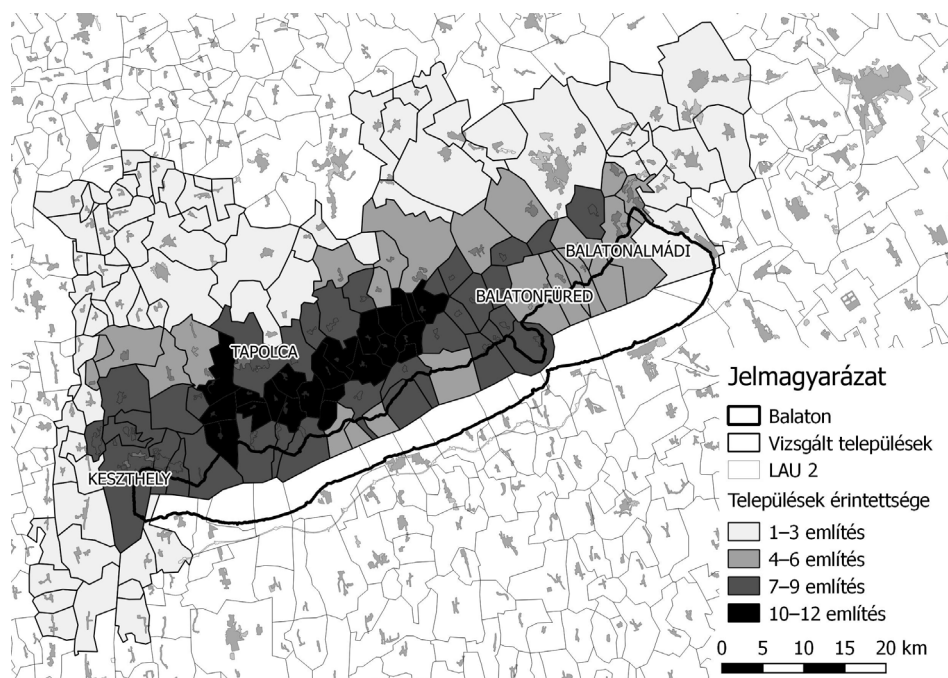 BALATONALMÁDI
BALATONFÜRED
TAPOLCA
KESZTHELY
Jelmagyarázat
Balaton
Vizsgált települések
LAU 2
Települések érintettsége
1–3 említés
4–6 említés
7–9 említés
10–12 említés
0 5 10 15 20 km